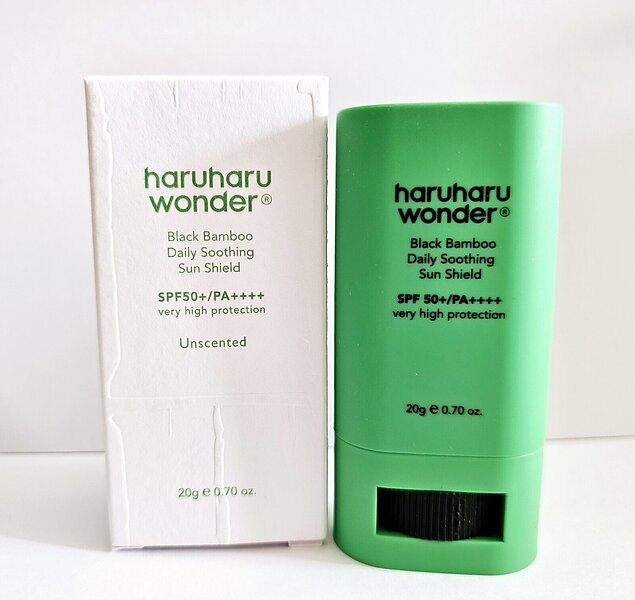 haruharu
wonder®
Black Bamboo
Daily Soothing
Sun Shield
SPF50+/PA++++
very high protection
Unscented
20g e 0.70 oz.
haruharu
wonder®
Black Bamboo
Daily Soothing
Sun Shield
SPF 50+/PA++++
very high protection
20g e 0.70 oz.